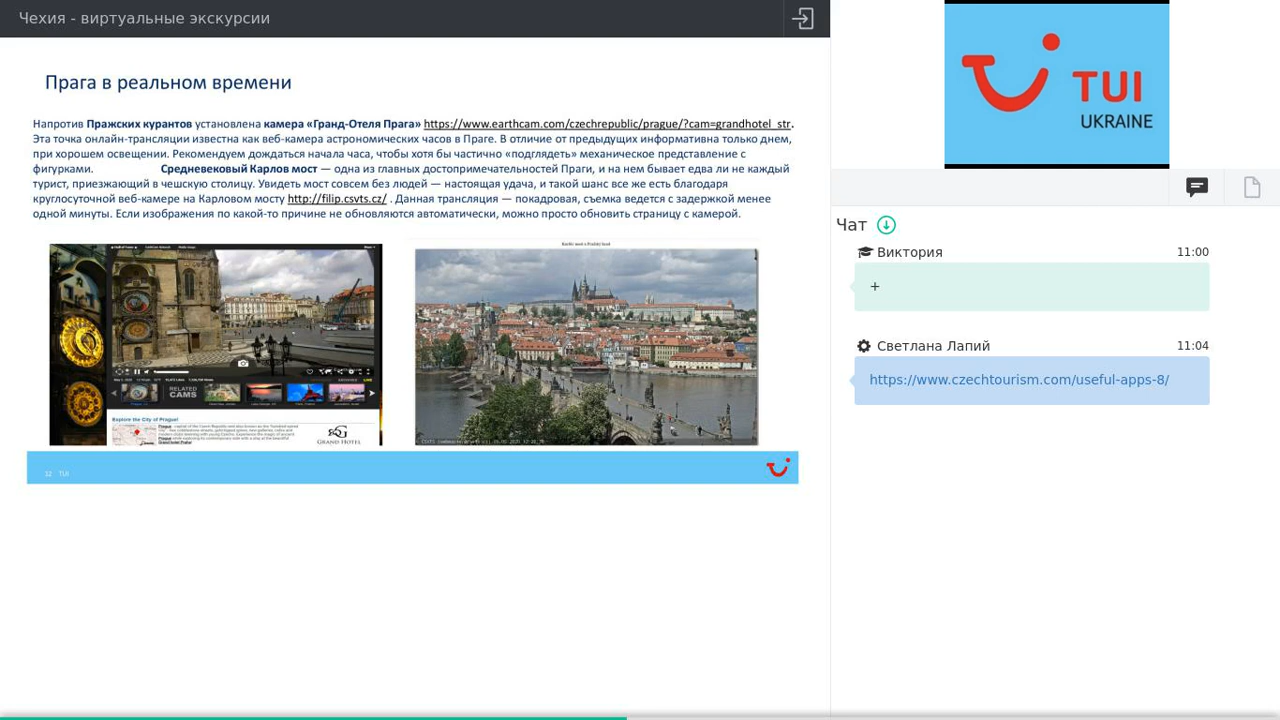 Чехия - виртуальные экскурсии
Прага в реальном времени
Напротив Пражских курантов установлена камера «Гранд-Отеля Прага» https://www.earthcam.com/czechrepublic/prague/?cam=grandhotel_str.
Эта точка онлайн-трансляции известна как веб-камера астрономических часов в Праге. В отличие от предыдущих информативна только днем,
при хорошем освещении. Рекомендуем дождаться начала часа, чтобы хотя бы частично «подглядеть» механическое представление с
фигурками. Средневековый Карлов мост — одна из главных достопримечательностей Праги, и на нем бывает едва ли не каждый
турист, приезжающий в чешскую столицу. Увидеть мост совсем без людей — настоящая удача, и такой шанс все же есть благодаря
круглосуточной веб-камере на Карловом мосту http://filip.csvts.cz/ . Данная трансляция — покадровая, съемка ведется с задержкой менее
одной минуты. Если изображения по какой-то причине не обновляются автоматически, можно просто обновить страницу с камерой.
RELATED
CAMS
Explore the City of Prague!
GRAND HOTEL
12 TUI
TUI
UKRAINE
Чат
Виктория 11:00
+
Светлана Лапий 11:04
https://www.czechtourism.com/useful-apps-8/